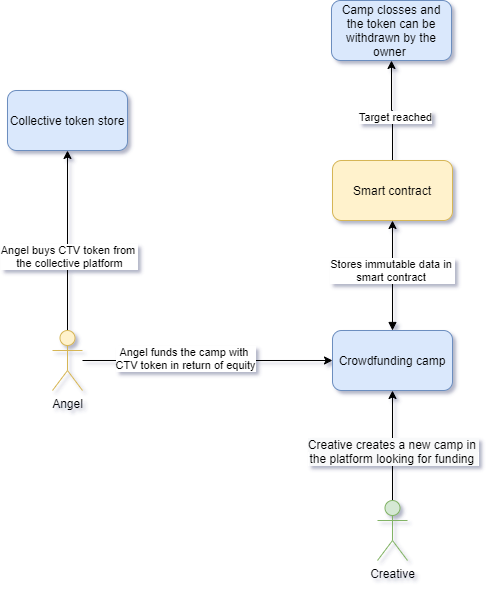 Camp closses and
the token can be
withdrawn by the
owner
Collective token store
Target reached
Smart contract
Angel buys CTV token from
the collective platform
Stores immutable data in
smart contract
Angel funds the camp with
CTV token in return of equity
Crowdfunding camp
Angel
Creative creates a new camp in
the platform looking for funding
Creative